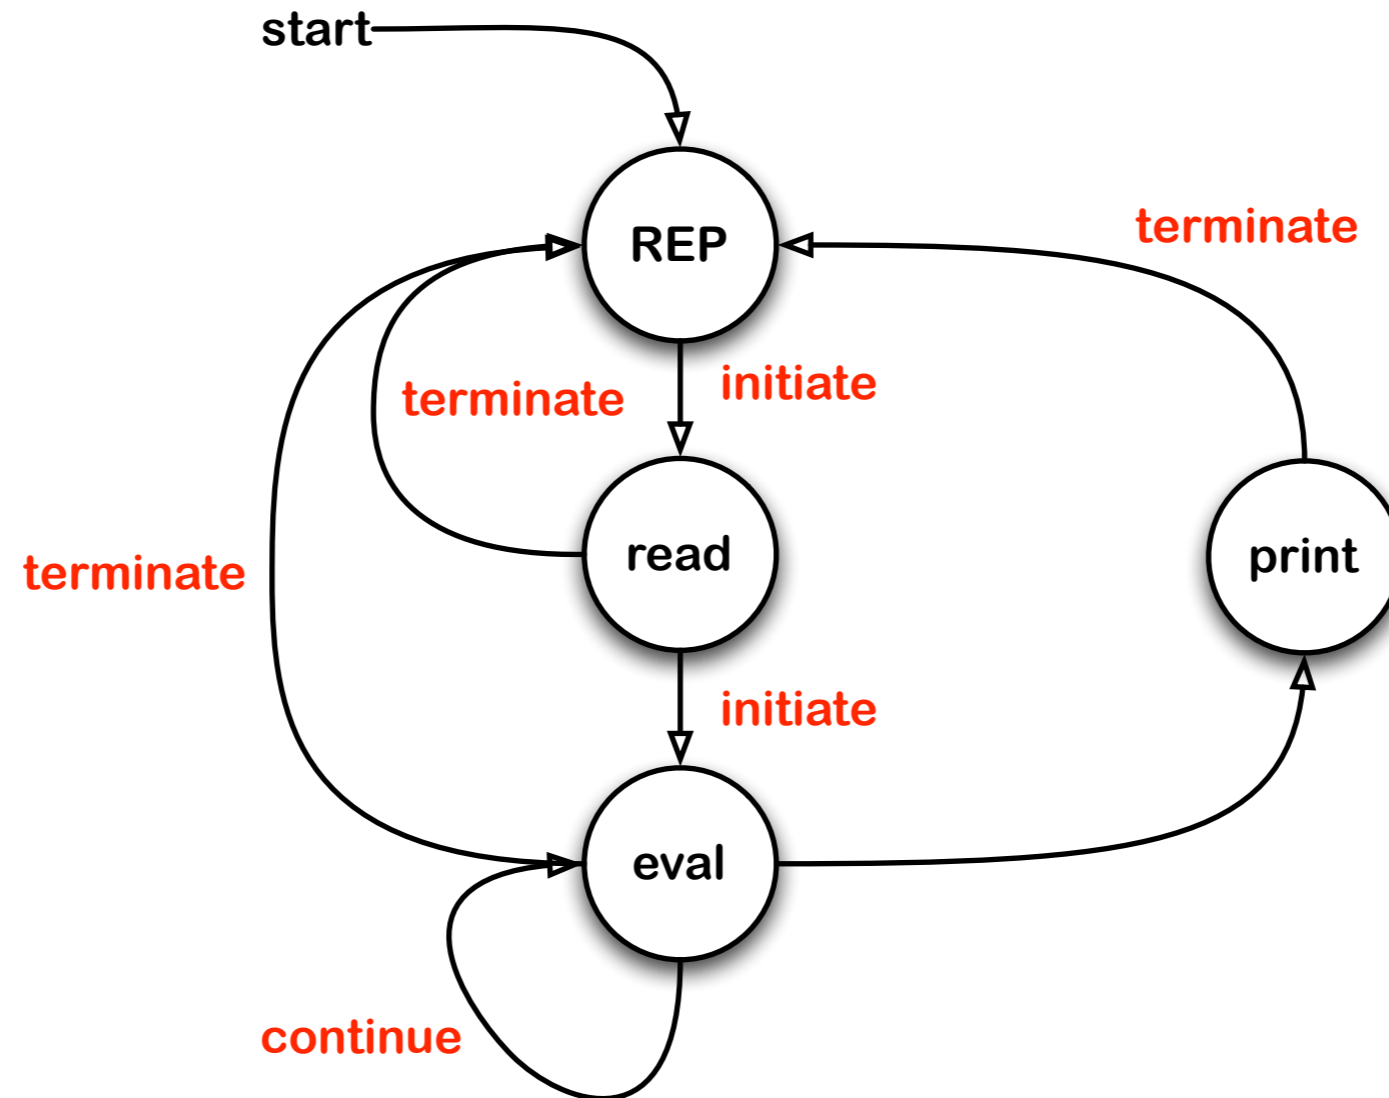 start
terminate
REP
terminate
initiate
read
print
terminate
initiate
eval
continue